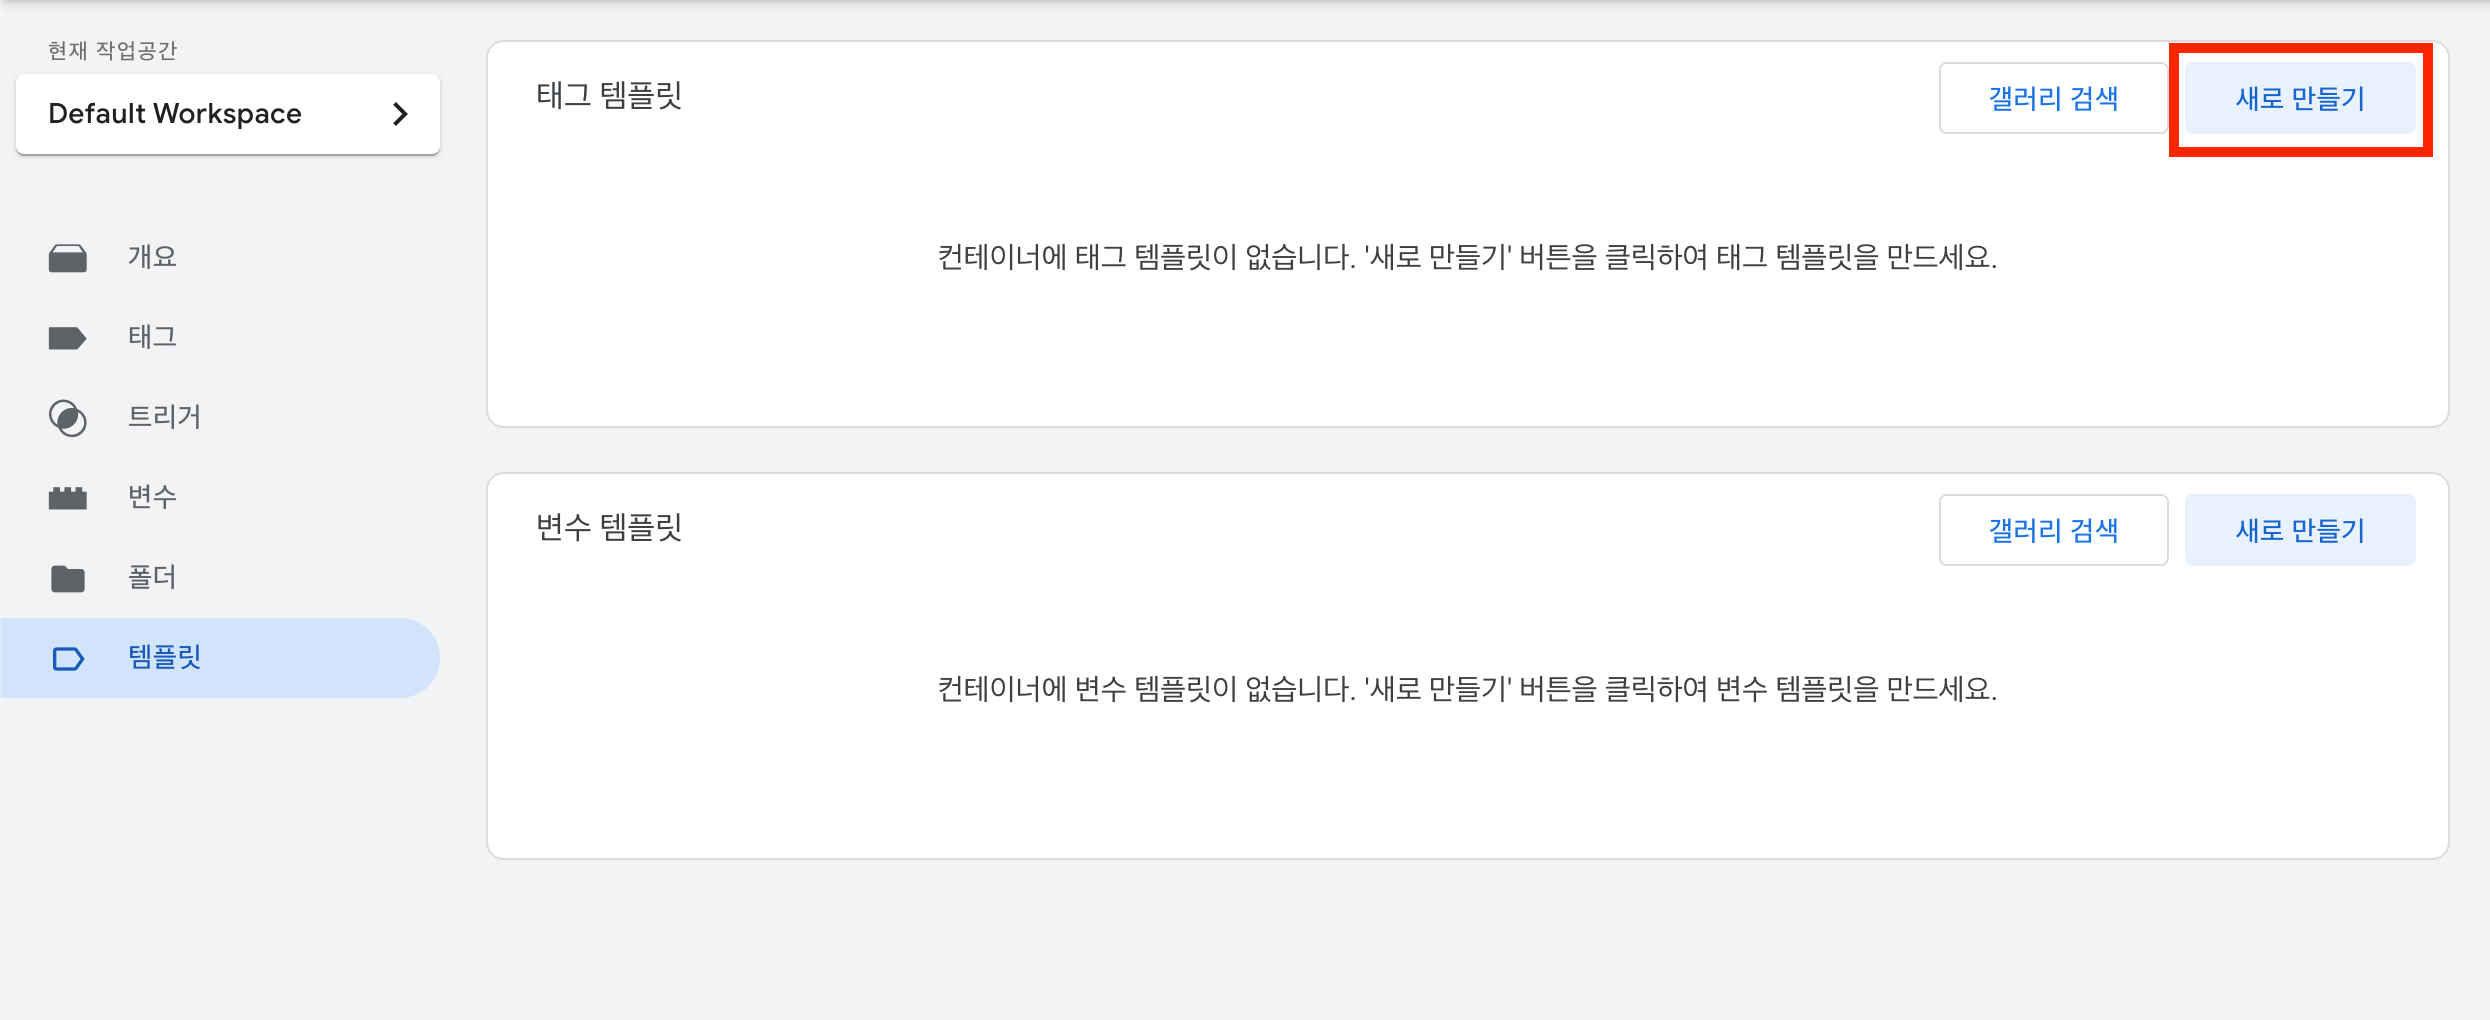 현재 작업공간
Default Workspace
개요
태그
트리거
변수
폴더
템플릿
태그 템플릿
갤러리 검색
새로 만들기
컨테이너에 태그 템플릿이 없습니다. '새로 만들기' 버튼을 클릭하여 태그 템플릿을 만드세요.
변수 템플릿
갤러리 검색
새로 만들기
컨테이너에 변수 템플릿이 없습니다. '새로 만들기' 버튼을 클릭하여 변수 템플릿을 만드세요.